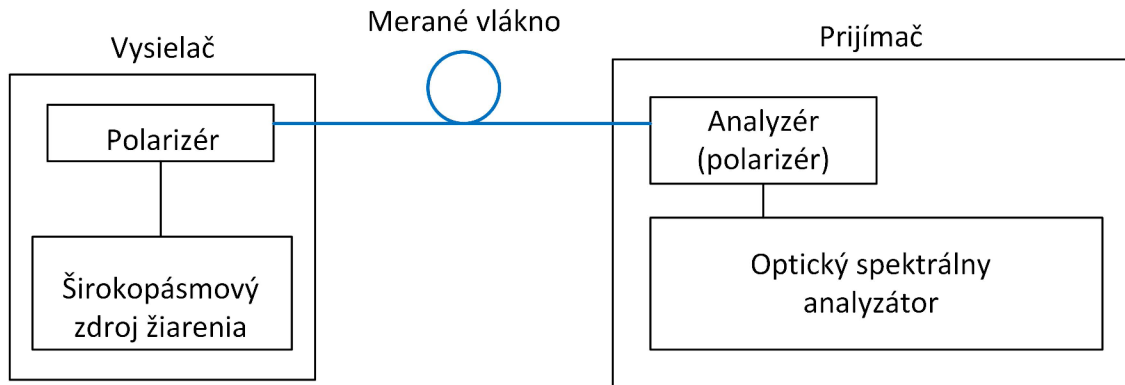 Vysielač
Polarizér
Širokopásmový
zdroj žiarenia
Merané vlákno
Prijímač
Analyzér
(polarizér)
Optický spektrálny
analyzátor